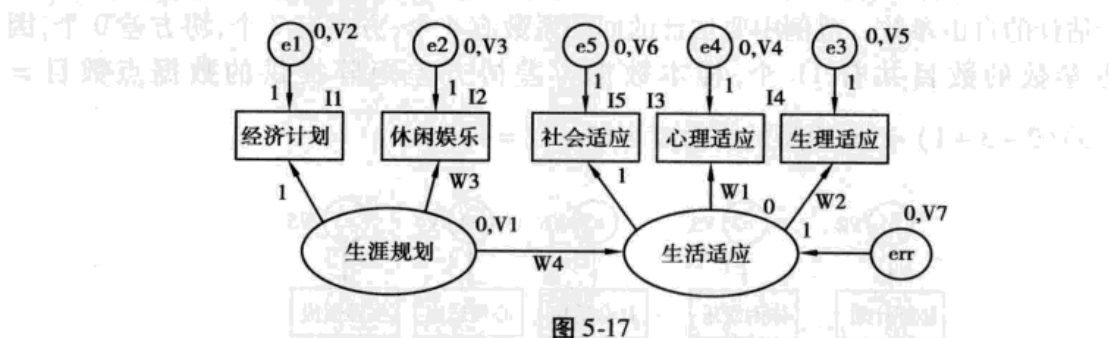 e1 0,V2 e2 0,V3 e5 0,V6 e4 0,V4 e3 0,V5
1 1 1 1 1
I1 I2 I5 I3 I4
经济计划 休闲娱乐 社会适应 心理适应 生理适应
1 W3 1 W1 0 W2
0,V1 1 0,V7
生涯规划 W4 生活适应 err
图 5-17